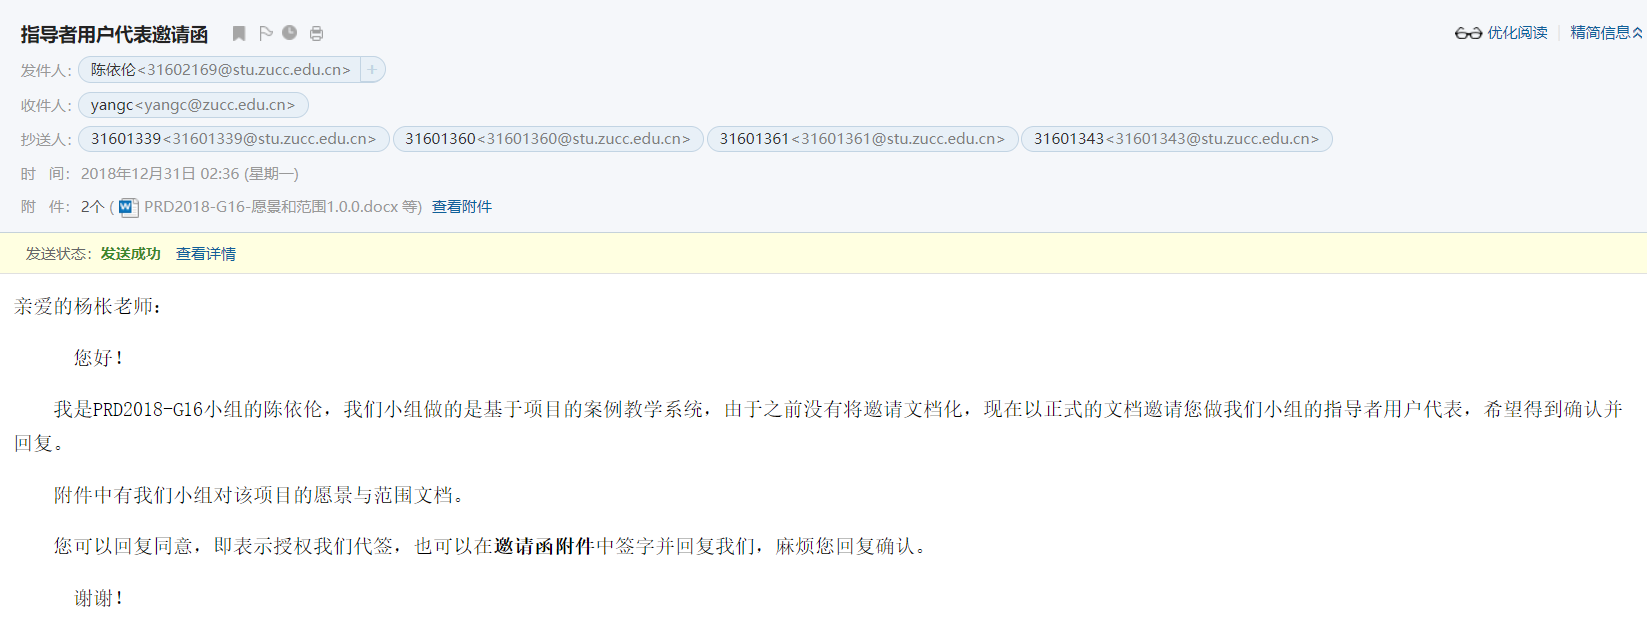 指导者用户代表邀请函
优化阅读 精简信息
发件人: 陈依伦<31602169@stu.zucc.edu.cn> +
收件人: yangc<yangc@zucc.edu.cn>
抄送人: 31601339<31601339@stu.zucc.edu.cn> 31601360<31601360@stu.zucc.edu.cn> 31601361<31601361@stu.zucc.edu.cn> 31601343<31601343@stu.zucc.edu.cn>
时 间: 2018年12月31日 02:36 (星期一)
附 件: 2个 ( PRD2018-G16-愿景和范围1.0.0.docx 等) 查看附件
发送状态: 发送成功 查看详情
亲爱的杨枨老师:
您好!
我是PRD2018-G16小组的陈依伦, 我们小组做的是基于项目的案例教学系统, 由于之前没有将邀请文档化, 现在以正式的文档邀请您做我们小组的指导者用户代表, 希望得到确认并
回复。
附件中有我们小组对该项目的愿景与范围文档。
您可以回复同意, 即表示授权我们代签, 也可以在邀请函附件中签字并回复我们, 麻烦您回复确认。
谢谢!